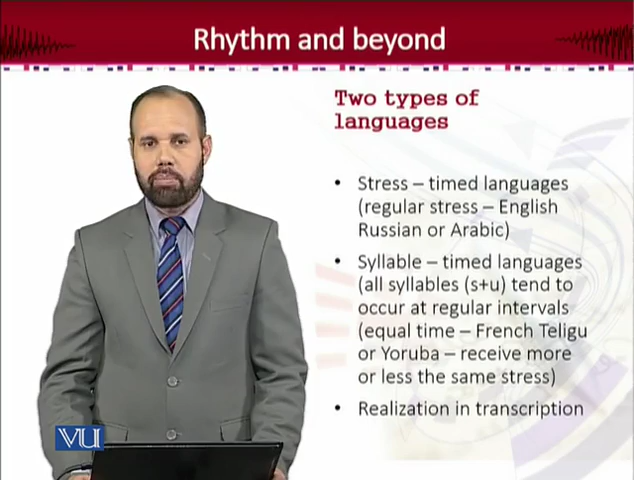 Rhythm and beyond
Two types of
languages
• Stress – timed languages
(regular stress – English
Russian or Arabic)
• Syllable – timed languages
(all syllables (s+u) tend to
occur at regular intervals
(equal time – French Teligu
or Yoruba – receive more
or less the same stress)
• Realization in transcription
VU